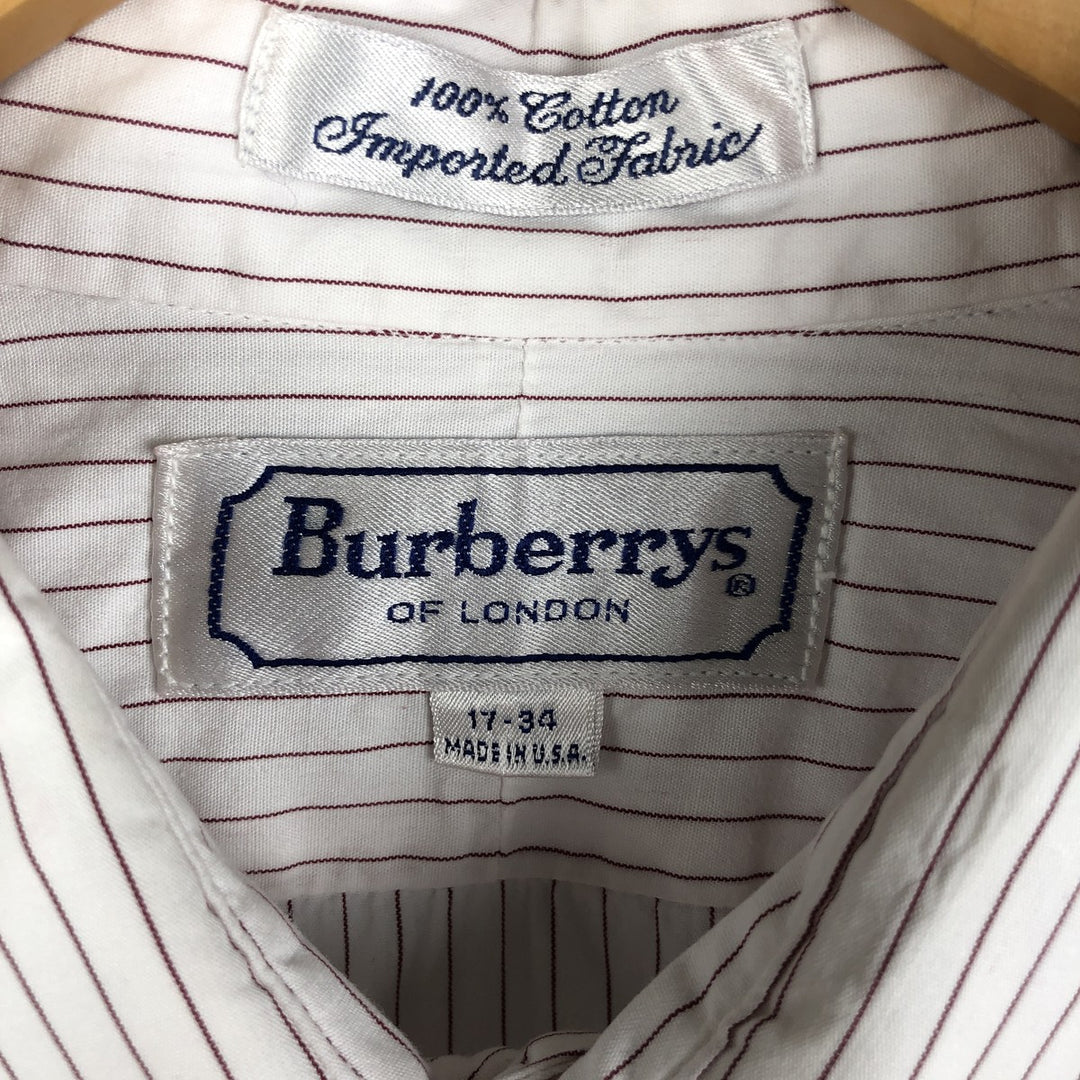 100% Cotton
Imported Fabric
Burberrys®
OF LONDON
17-34
MADE IN U.S.A.